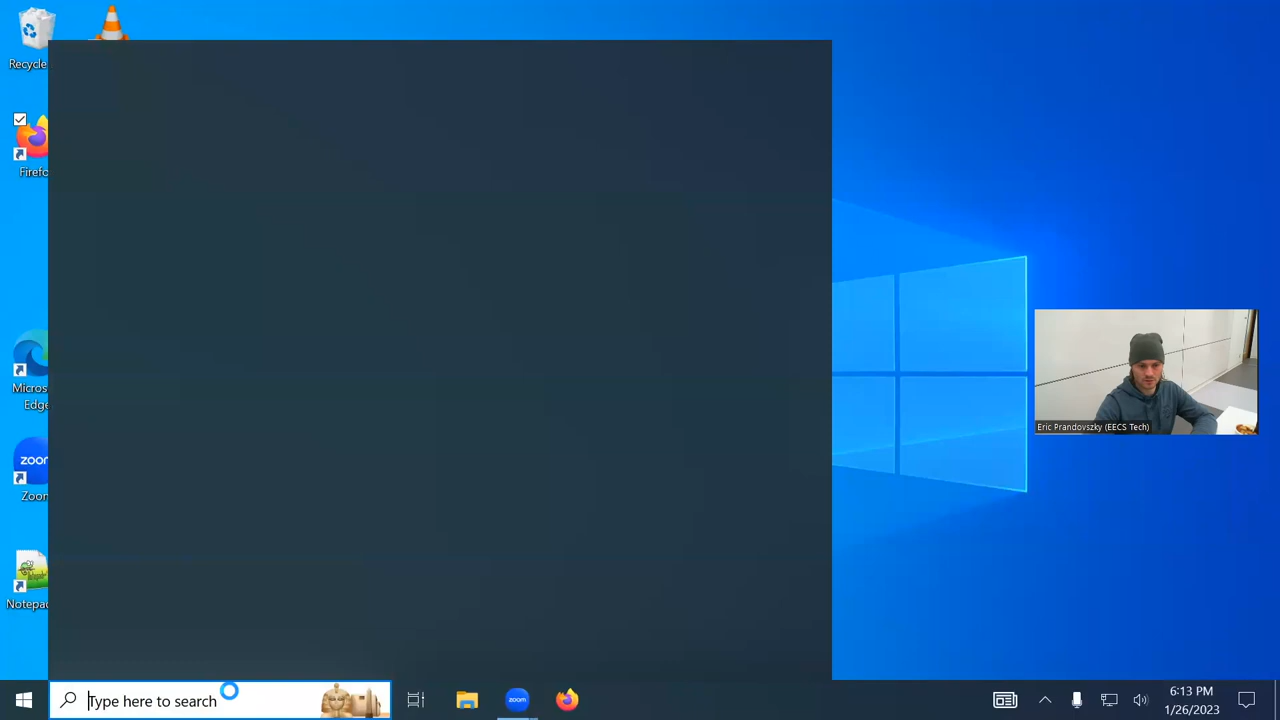 Recycle
Firefo
Micros
Edge
zoom
Zoo
Notepa
Eric Prandovszky (EECS Tech)
Type here to search
zoom
6:13 PM
1/26/2023